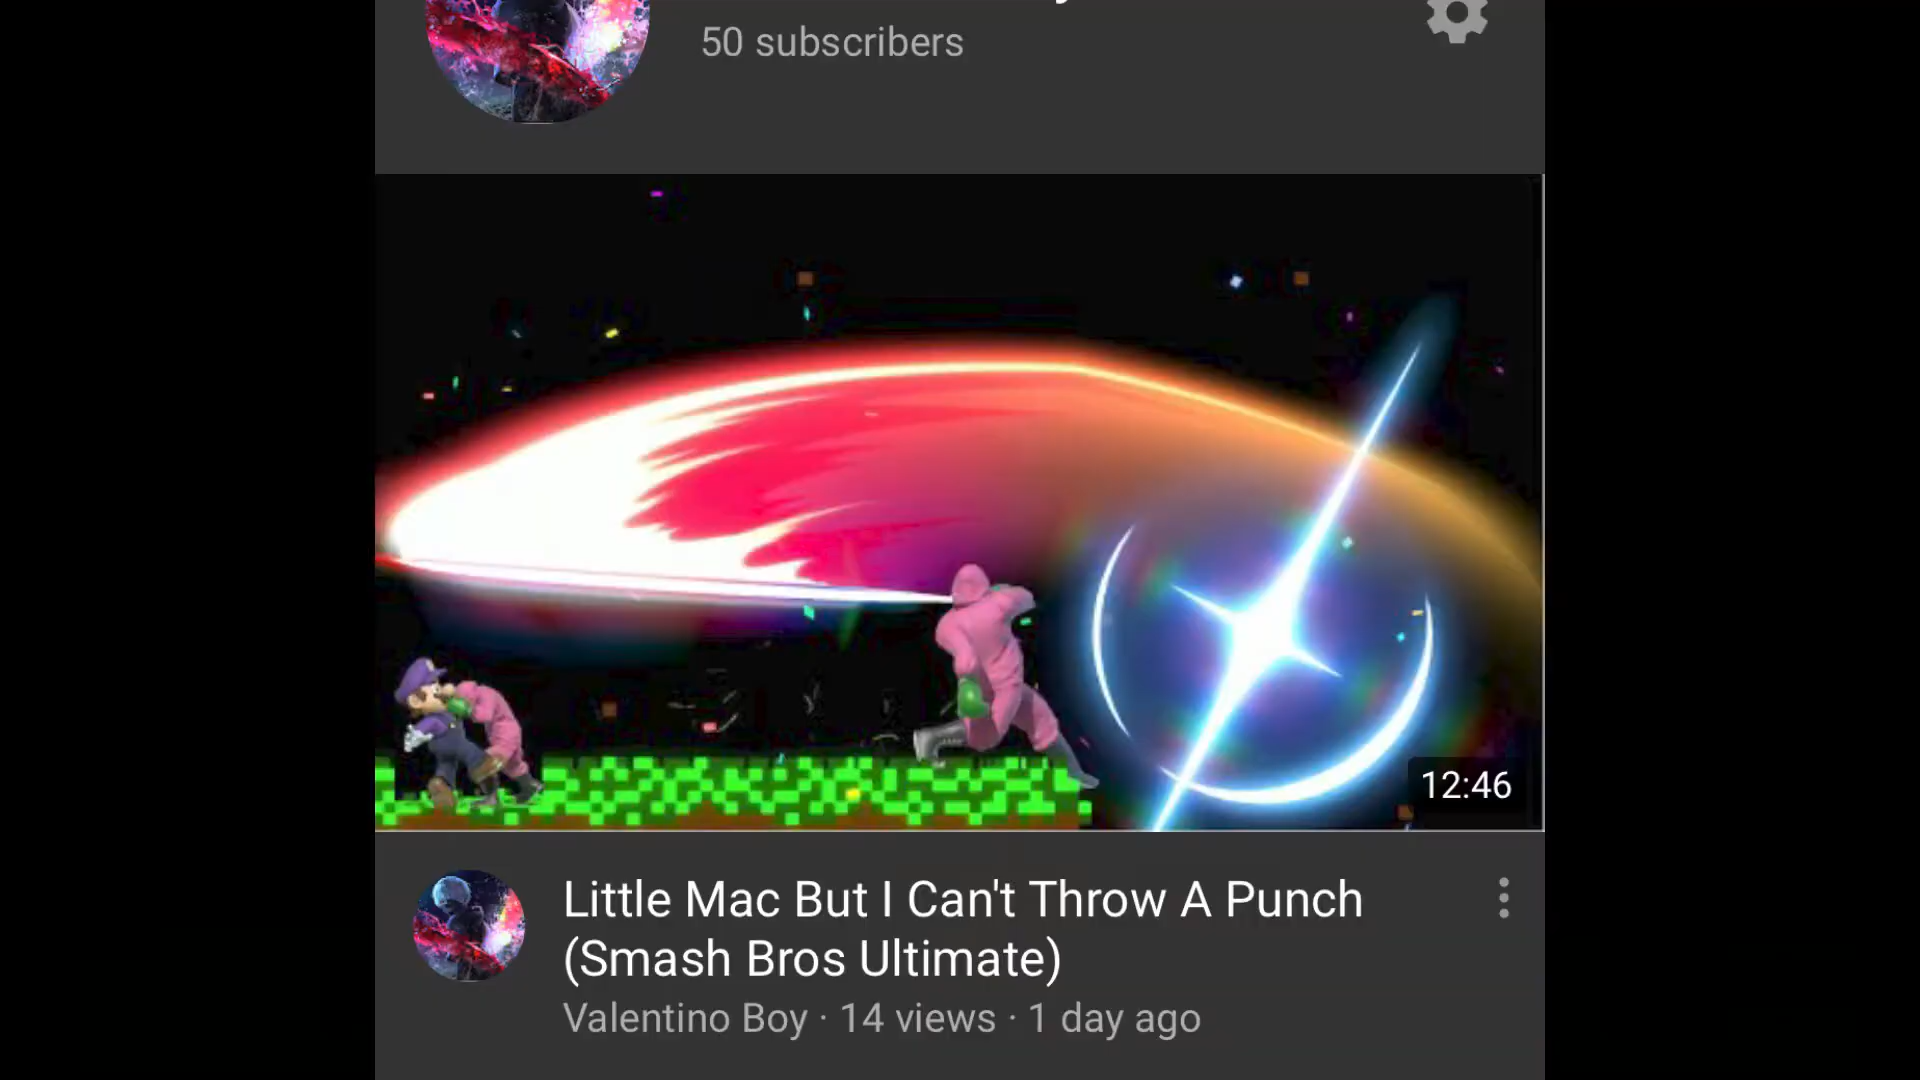 50 subscribers
12:46
Little Mac But I Can't Throw A Punch
(Smash Bros Ultimate)
Valentino Boy · 14 views · 1 day ago